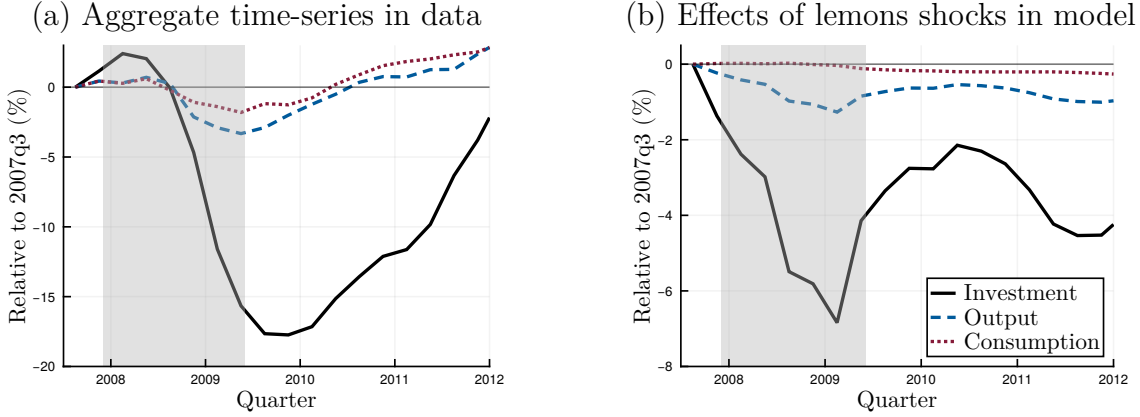 (a) Aggregate time-series in data
Relative to 2007q3 (%)
0
−5
−10
−15
−20
2008
2009
2010
2011
2012
Quarter
(b) Effects of lemons shocks in model
Relative to 2007q3 (%)
0
−2
−4
−6
−8
Investment
Output
Consumption
2008
2009
2010
2011
2012
Quarter